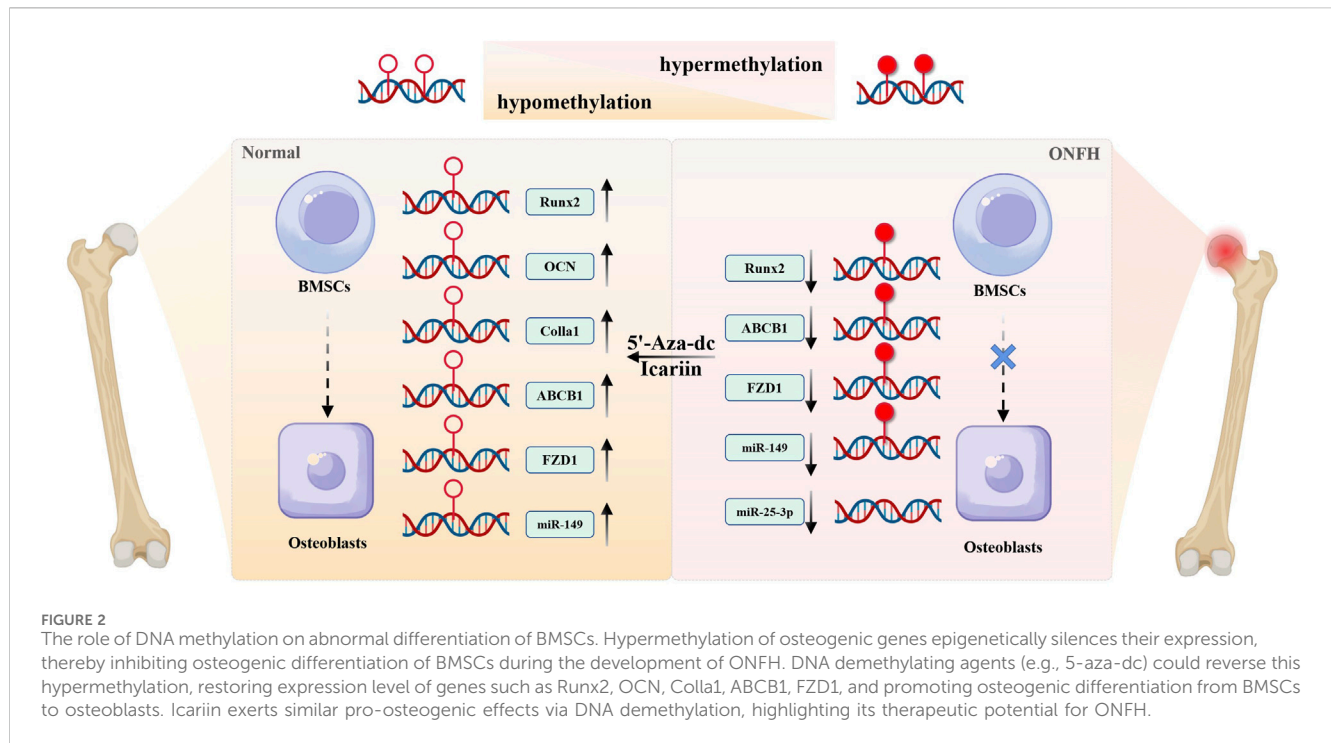 hypermethylation
hypomethylation
Normal
BMSCs
Osteoblasts
Runx2
OCN
Colla1
ABCB1
FZD1
miR-149
5'-Aza-dc
Icariin
ONFH
Runx2
ABCB1
FZD1
miR-149
miR-25-3p
BMSCs
Osteoblasts
FIGURE 2
The role of DNA methylation on abnormal differentiation of BMSCs. Hypermethylation of osteogenic genes epigenetically silences their expression,
thereby inhibiting osteogenic differentiation of BMSCs during the development of ONFH. DNA demethylating agents (e.g., 5-aza-dc) could reverse this
hypermethylation, restoring expression level of genes such as Runx2, OCN, Colla1, ABCB1, FZD1, and promoting osteogenic differentiation from BMSCs
to osteoblasts. Icariin exerts similar pro-osteogenic effects via DNA demethylation, highlighting its therapeutic potential for ONFH.